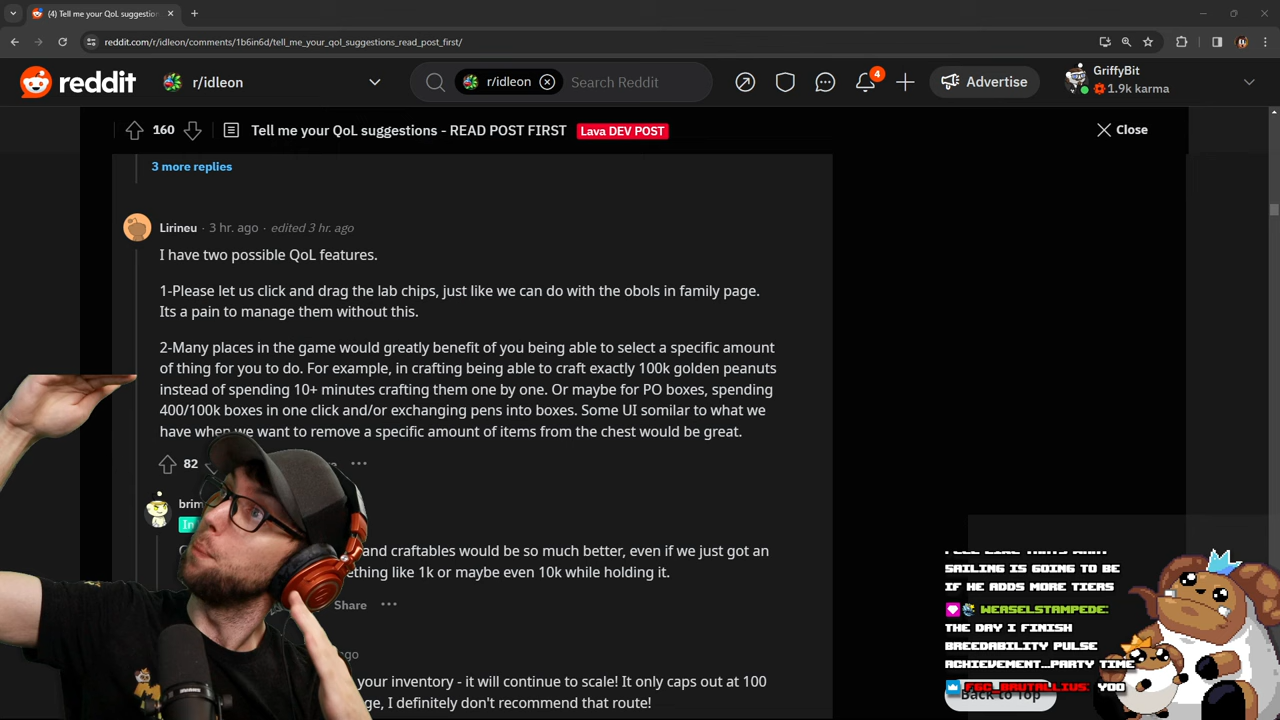 (4) Tell me your QoL suggestion
reddit.com/r/idleon/comments/1b6in6d/tell_me_your_qol_suggestions_read_post_first/
reddit
r/idleon
r/idleon
Search Reddit
4
Advertise
GriffyBit
1.9k karma
160
Tell me your QoL suggestions - READ POST FIRST
Lava DEV POST
Close
3 more replies
Lirineu · 3 hr. ago · edited 3 hr. ago
I have two possible QoL features.
1-Please let us click and drag the lab chips, just like we can do with the obols in family page.
Its a pain to manage them without this.
2-Many places in the game would greatly benefit of you being able to select a specific amount
of thing for you to do. For example, in crafting being able to craft exactly 100k golden peanuts
instead of spending 10+ minutes crafting them one by one. Or maybe for PO boxes, spending
400/100k boxes in one click and/or exchanging pens into boxes. Some UI somilar to what we
have when we want to remove a specific amount of items from the chest would be great.
82
brim
In
and craftables would be so much better, even if we just got an
ething like 1k or maybe even 10k while holding it.
Share
ago
your inventory - it will continue to scale! It only caps out at 100
ge, I definitely don't recommend that route!
SAILING IS GOING TO BE
IF HE ADDS MORE TIERS
WEASELSTAMPEDE:
THE DAY I FINISH
BREEDABILITY PULSE
ACHIEVEMENT...PARTY TIME
YOU
Back to Top